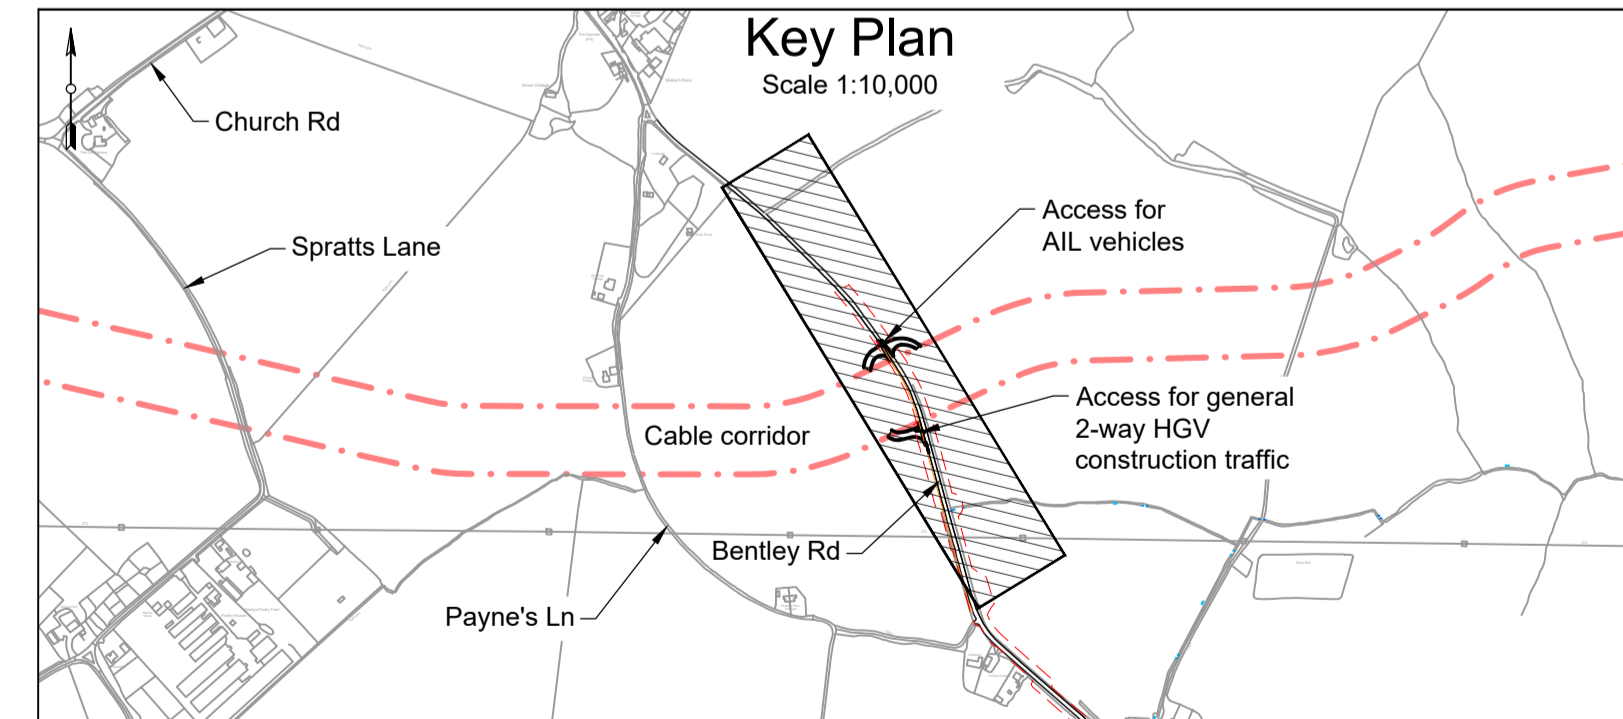 Key Plan
Scale 1:10,000
Church Rd
Spratts Lane
Access for
AIL vehicles
Access for general
2-way HGV
construction traffic
Cable corridor
Bentley Rd
Payne's Ln